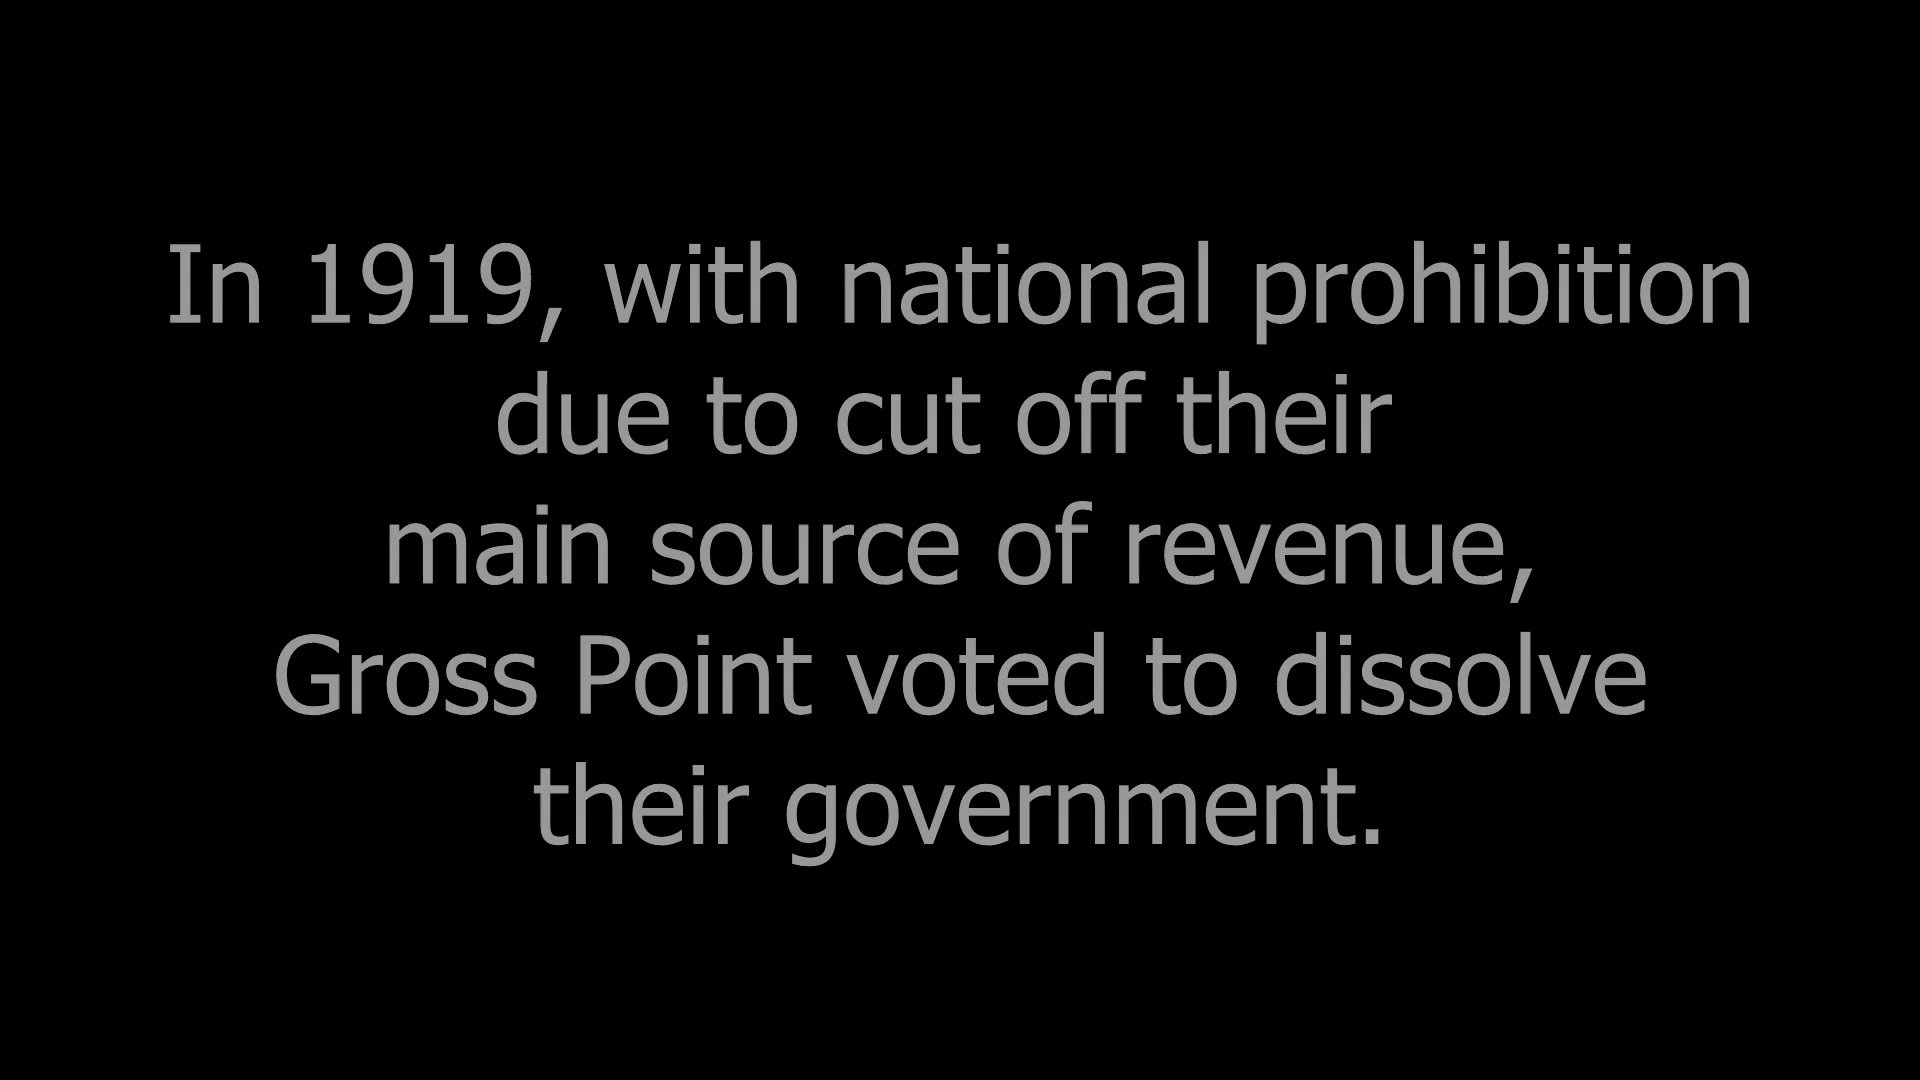 In 1919, with national prohibition
due to cut off their
main source of revenue,
Gross Point voted to dissolve
their government.